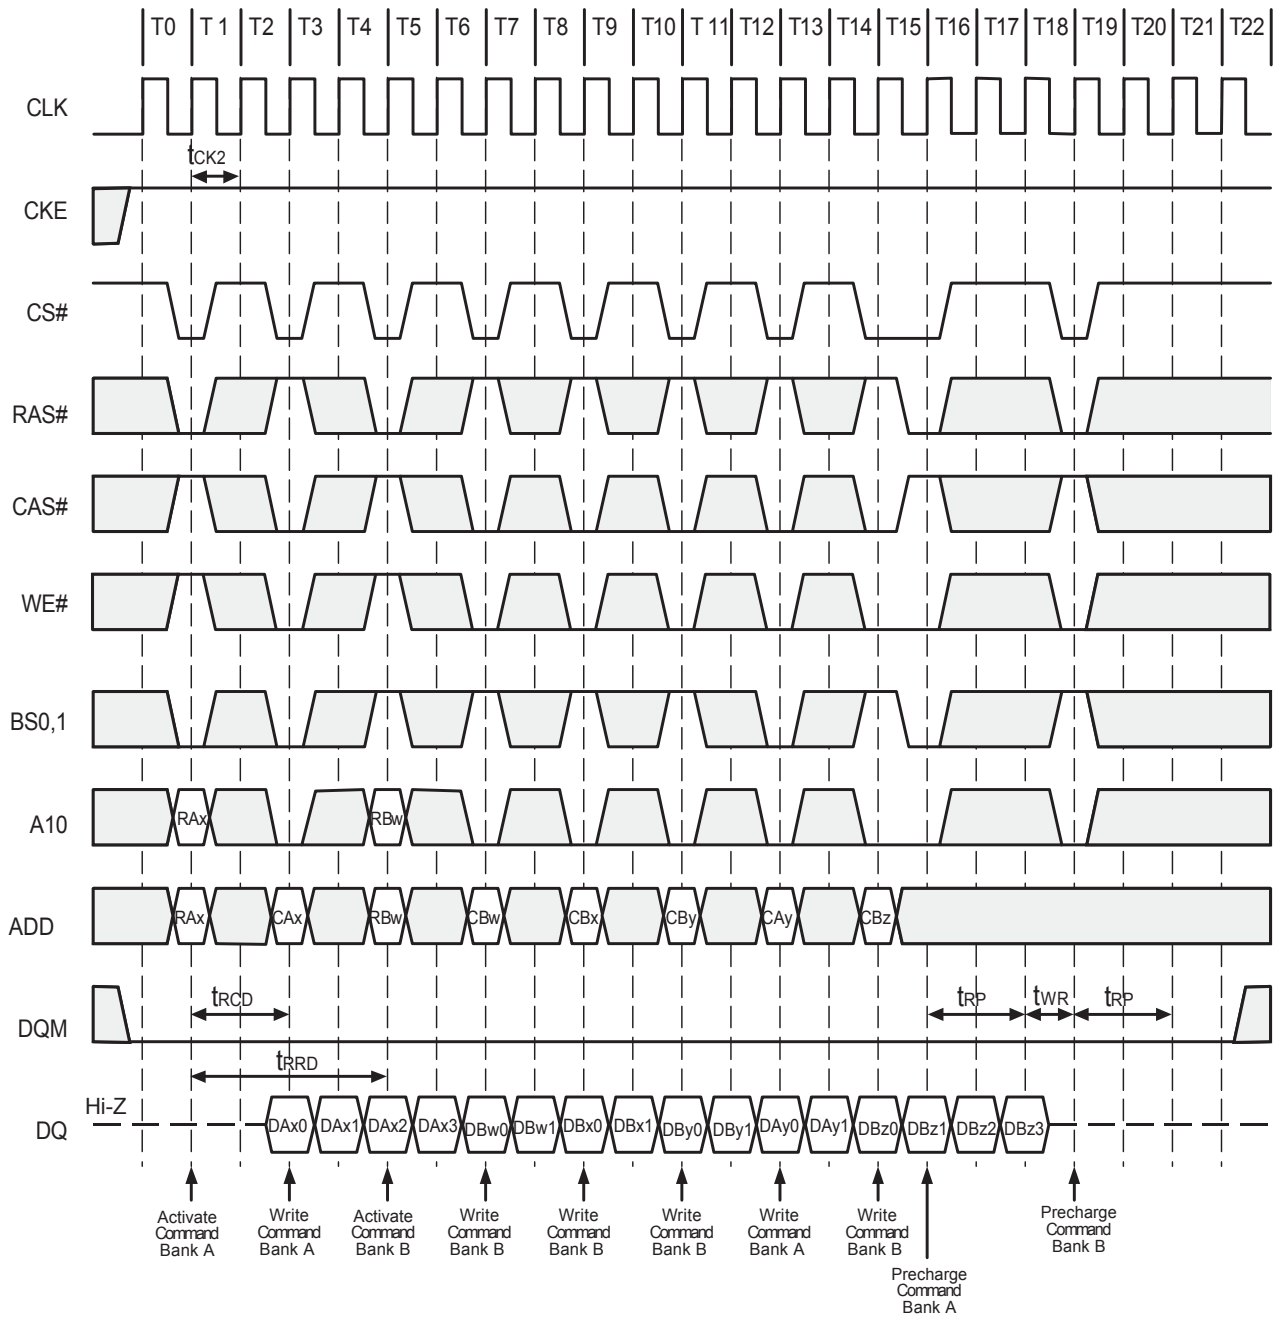 T0 T 1 T2 T3 T4 T5 T6 T7 T8 T9 T10 T 11 T12 T13 T14 T15 T16 T17 T18 T19 T20 T21 T22
CLK
tCK2
CKE
CS#
RAS#
CAS#
WE#
BS0,1
A10 RAx RBw
ADD RAx CAx RBw CBw CBx CBy CAy CBz
DQM tRCD tRP tWR tRP
tRRD
Hi-Z
DQ DAx0 DAx1 DAx2 DAx3 DBw0 DBw1 DBx0 DBx1 DBy0 DBy1 DAy0 DAy1 DBz0 DBz1 DBz2 DBz3
Activate
Command
Bank A
Write
Command
Bank A
Activate
Command
Bank B
Write
Command
Bank B
Write
Command
Bank B
Write
Command
Bank B
Write
Command
Bank A
Write
Command
Bank B
Precharge
Command
Bank A
Precharge
Command
Bank B